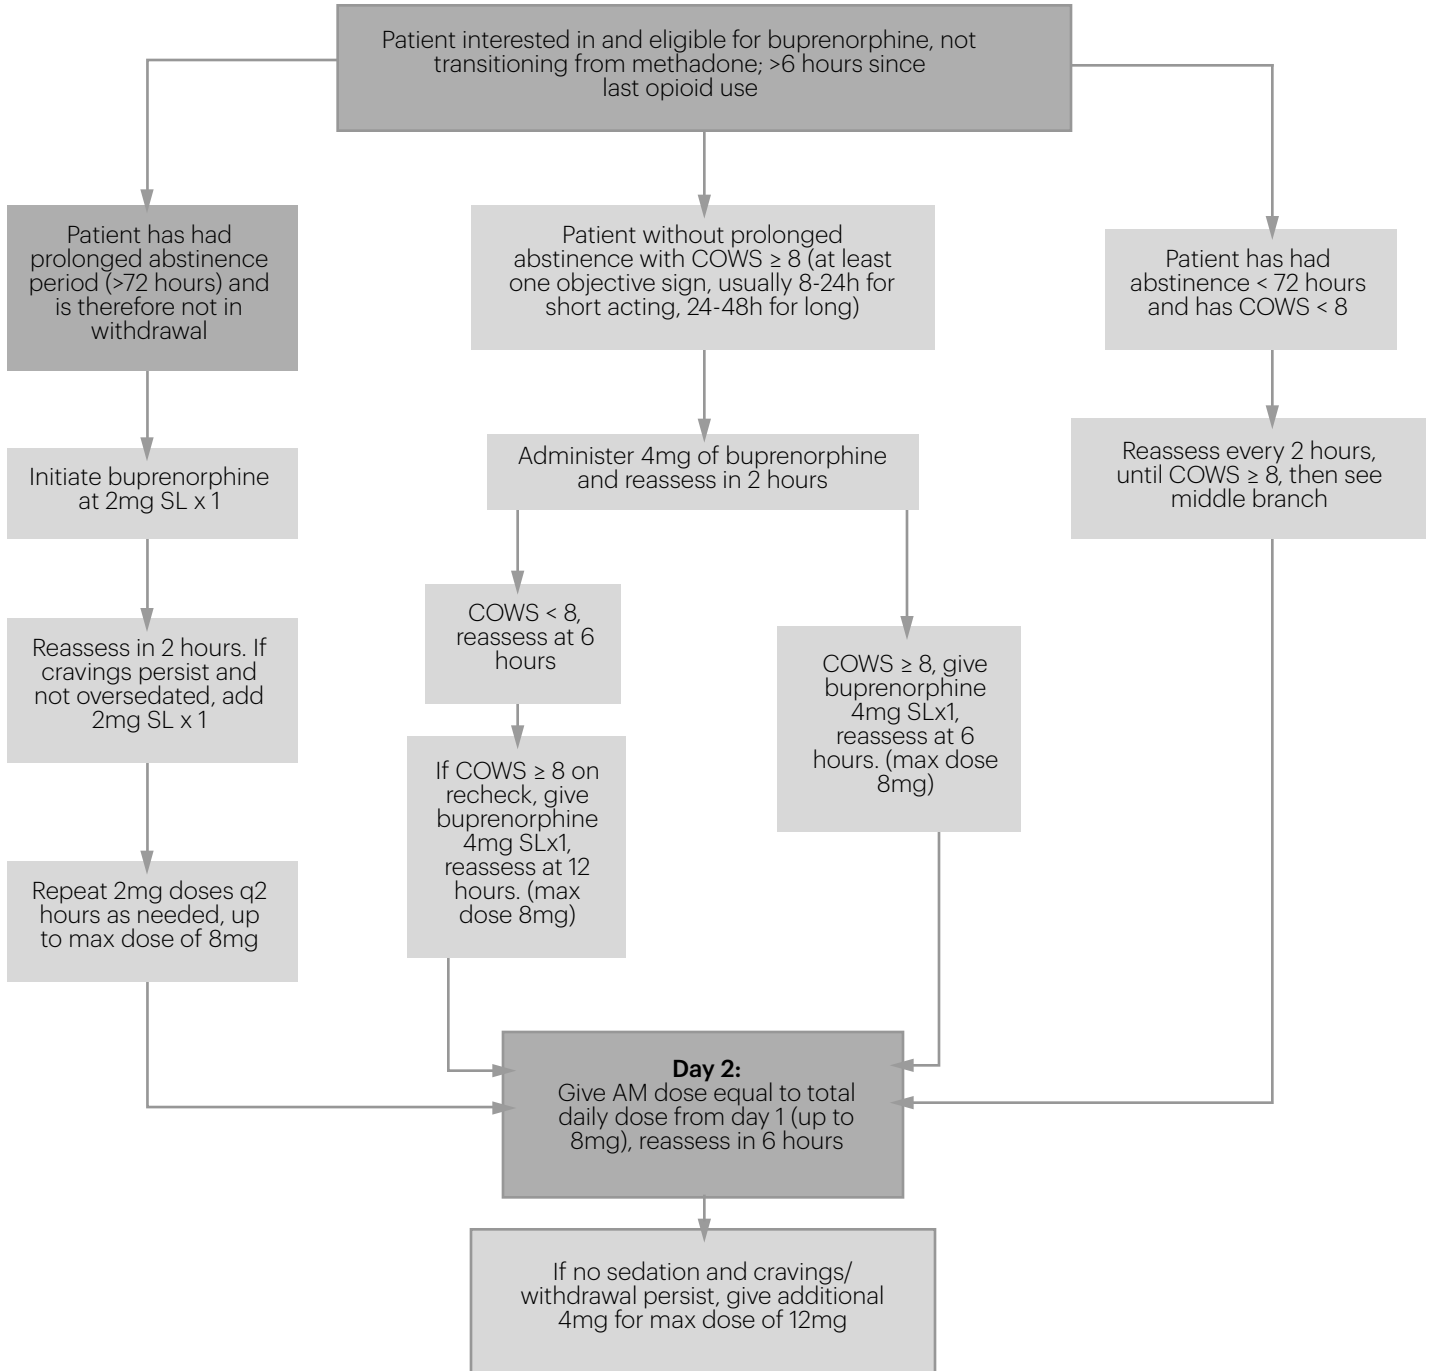 Patient interested in and eligible for buprenorphine, not
transitioning from methadone; >6 hours since
last opioid use
Patient has had
prolonged abstinence
period (>72 hours) and
is therefore not in
withdrawal
Initiate buprenorphine
at 2mg SL x 1
Reassess in 2 hours. If
cravings persist and
not oversedated, add
2mg SL x 1
Repeat 2mg doses q2
hours as needed, up
to max dose of 8mg
Patient without prolonged
abstinence with COWS ≥ 8 (at least
one objective sign, usually 8-24h for
short acting, 24-48h for long)
Administer 4mg of buprenorphine
and reassess in 2 hours
COWS < 8,
reassess at 6
hours
If COWS ≥ 8 on
recheck, give
buprenorphine
4mg SLx1,
reassess at 12
hours. (max
dose 8mg)
COWS ≥ 8, give
buprenorphine
4mg SLx1,
reassess at 6
hours. (max dose
8mg)
Patient has had
abstinence < 72 hours
and has COWS < 8
Reassess every 2 hours,
until COWS ≥ 8, then see
middle branch
Day 2:
Give AM dose equal to total
daily dose from day 1 (up to
8mg), reassess in 6 hours
If no sedation and cravings/
withdrawal persist, give additional
4mg for max dose of 12mg